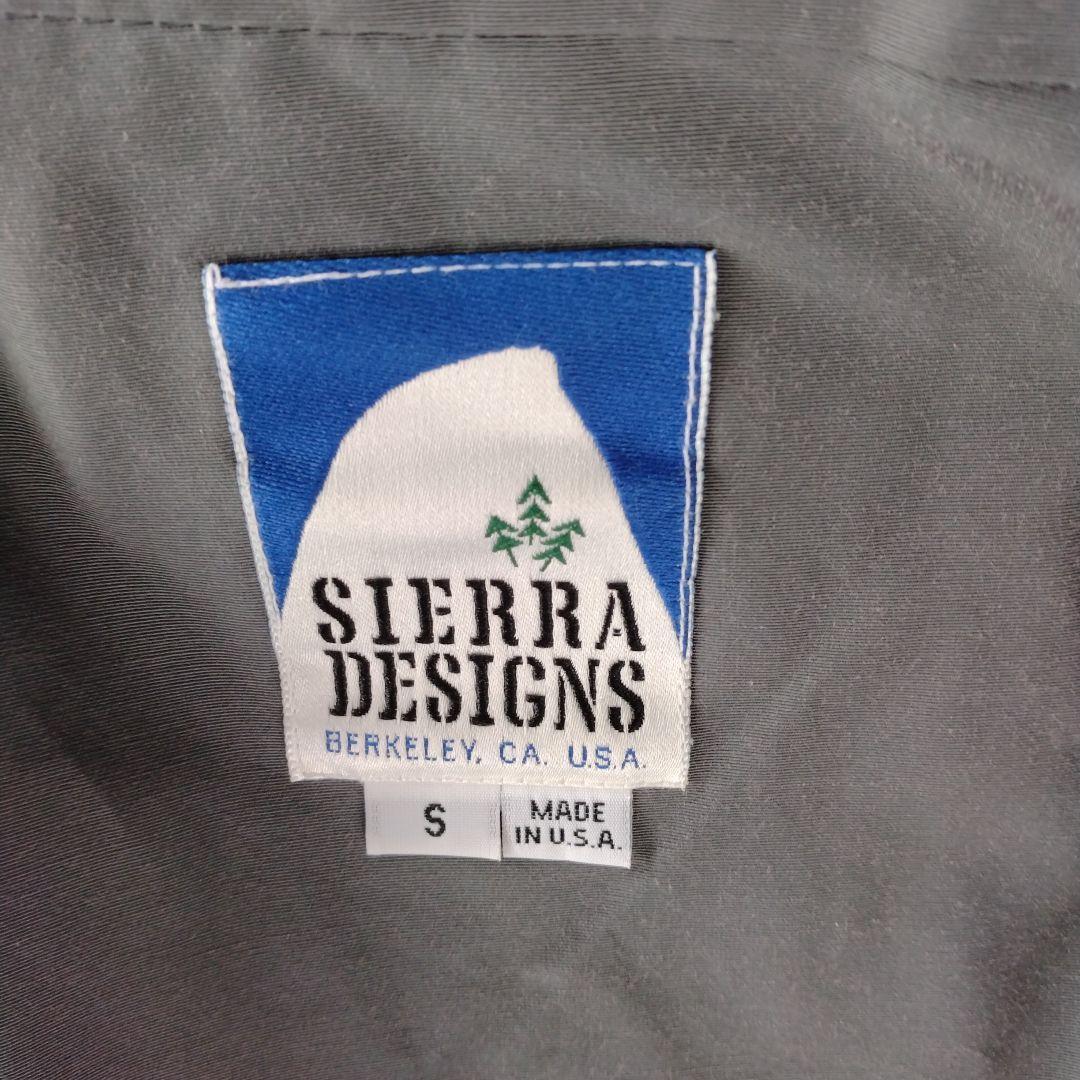 SIERRA
DESIGNS
BERKELEY, CA. U.S.A.
S
MADE
IN U.S.A.